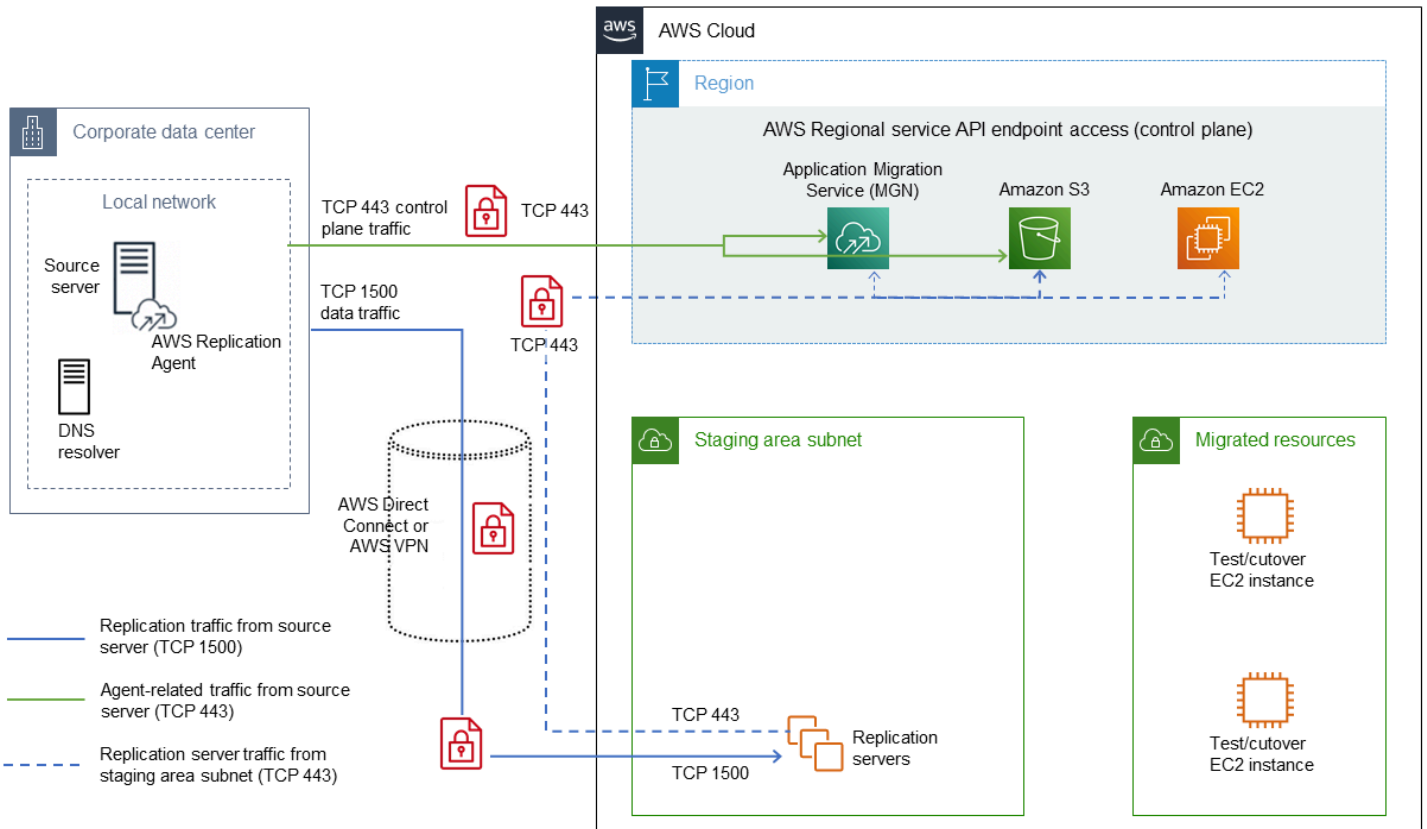 aws
AWS Cloud
Region
AWS Regional service API endpoint access (control plane)
Application Migration
Service (MGN)
Amazon S3
Amazon EC2
Corporate data center
Local network
Source
server
AWS Replication
Agent
DNS
resolver
TCP 443 control
plane traffic
TCP 443
TCP 1500
data traffic
TCP 443
AWS Direct
Connect or
AWS VPN
Staging area subnet
Migrated resources
Test/cutover
EC2 instance
Test/cutover
EC2 instance
TCP 443
Replication
servers
TCP 1500
Replication traffic from source
server (TCP 1500)
Agent-related traffic from source
server (TCP 443)
Replication server traffic from
staging area subnet (TCP 443)